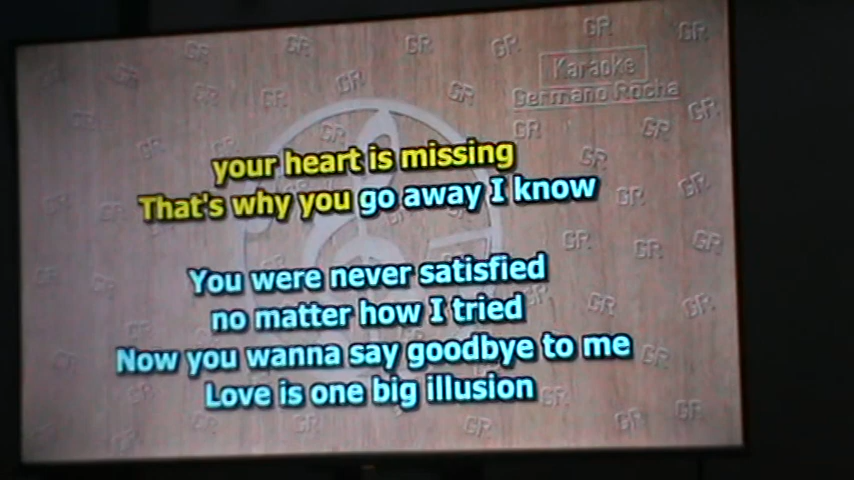 Karaoke
Germano Rocha
your heart is missing
That's why you go away I know
You were never satisfied
no matter how I tried
Now you wanna say goodbye to me
Love is one big illusion
GR